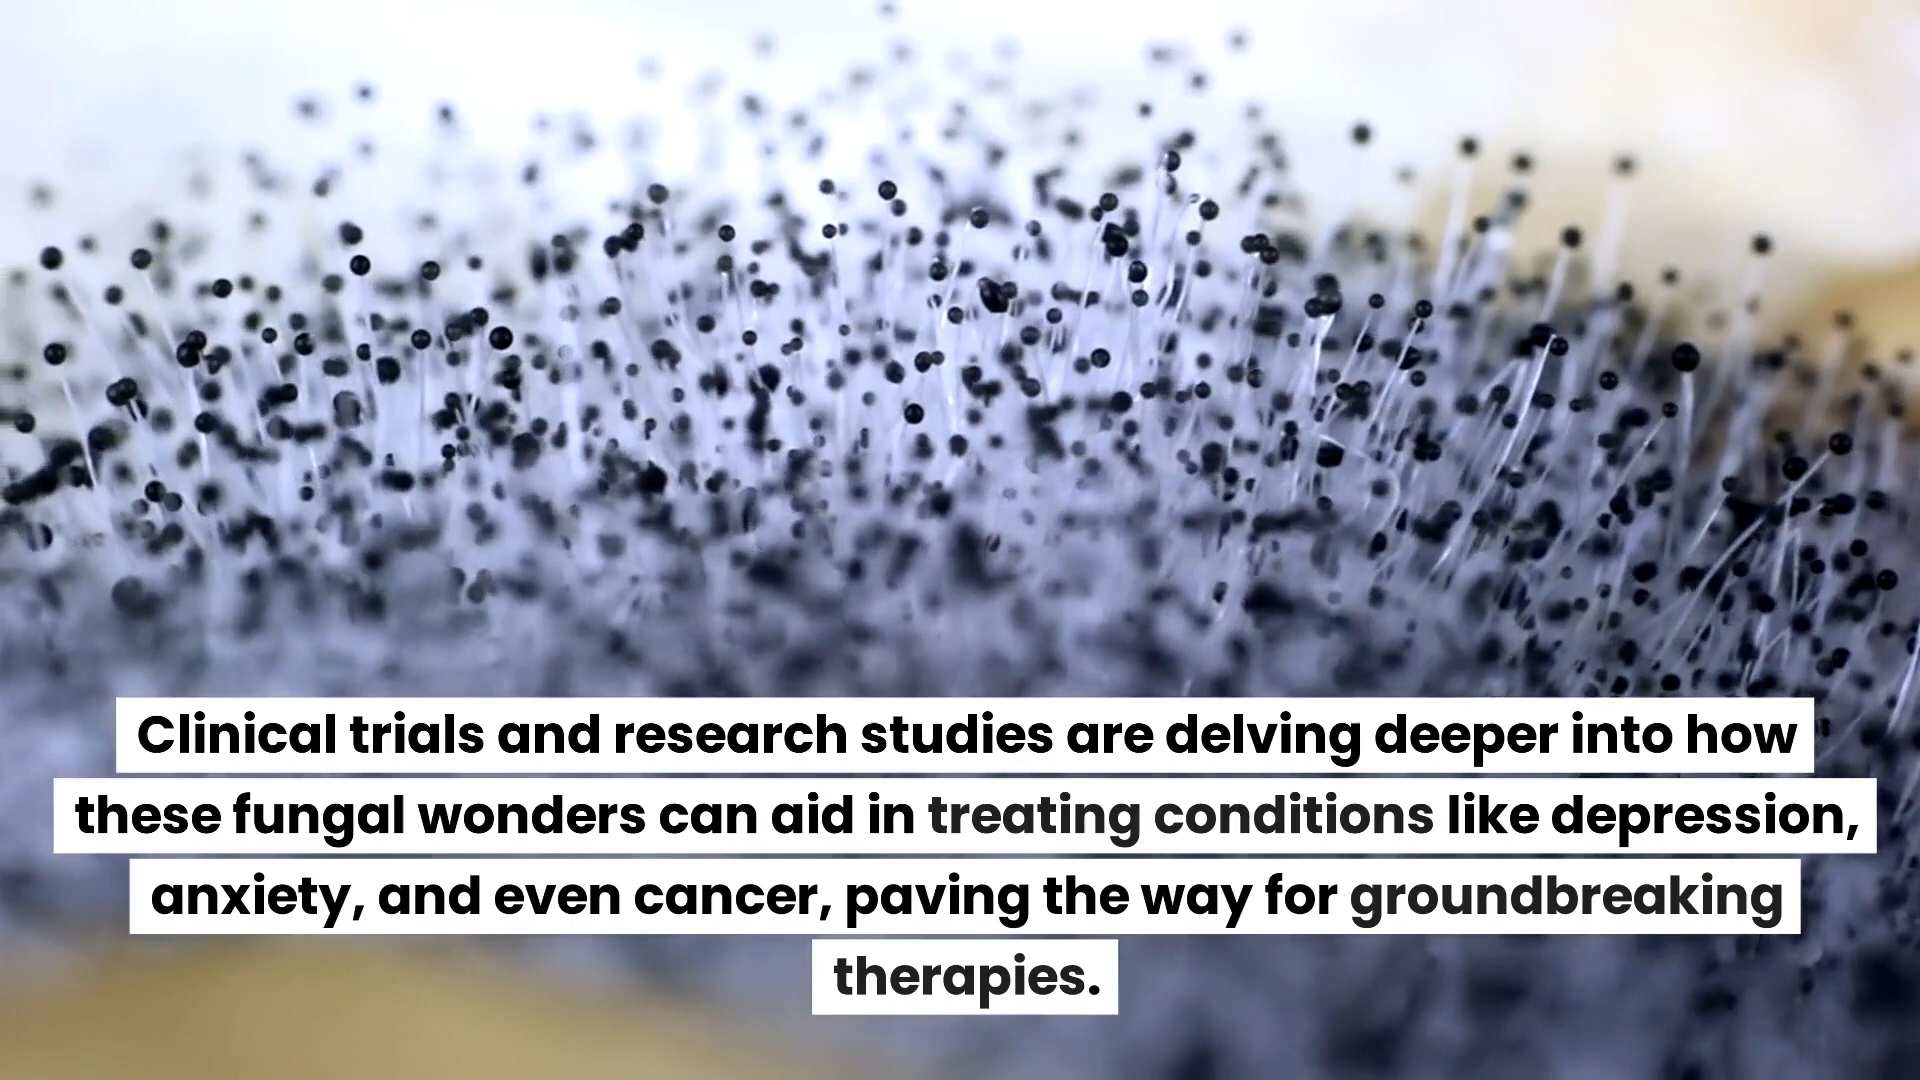 Clinical trials and research studies are delving deeper into how
these fungal wonders can aid in treating conditions like depression,
anxiety, and even cancer, paving the way for groundbreaking
therapies.